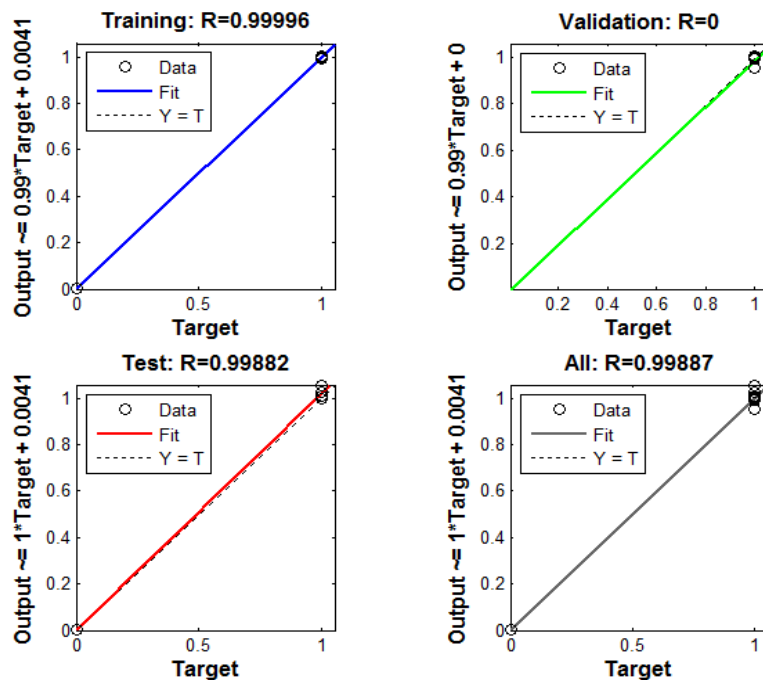 Training: R=0.99996
Output ~= 0.99*Target + 0.0041
1
0.8
0.6
0.4
0.2
0
Data
Fit
Y = T
0
0.5
1
Target
Validation: R=0
Output ~= 0.99*Target + 0
1
0.8
0.6
0.4
0.2
Data
Fit
Y = T
0.2
0.4
0.6
0.8
1
Target
Test: R=0.99882
Output ~= 1*Target + 0.0041
1
0.8
0.6
0.4
0.2
0
Data
Fit
Y = T
0
0.5
1
Target
All: R=0.99887
Output ~= 1*Target + 0.0041
1
0.8
0.6
0.4
0.2
0
Data
Fit
Y = T
0
0.5
1
Target